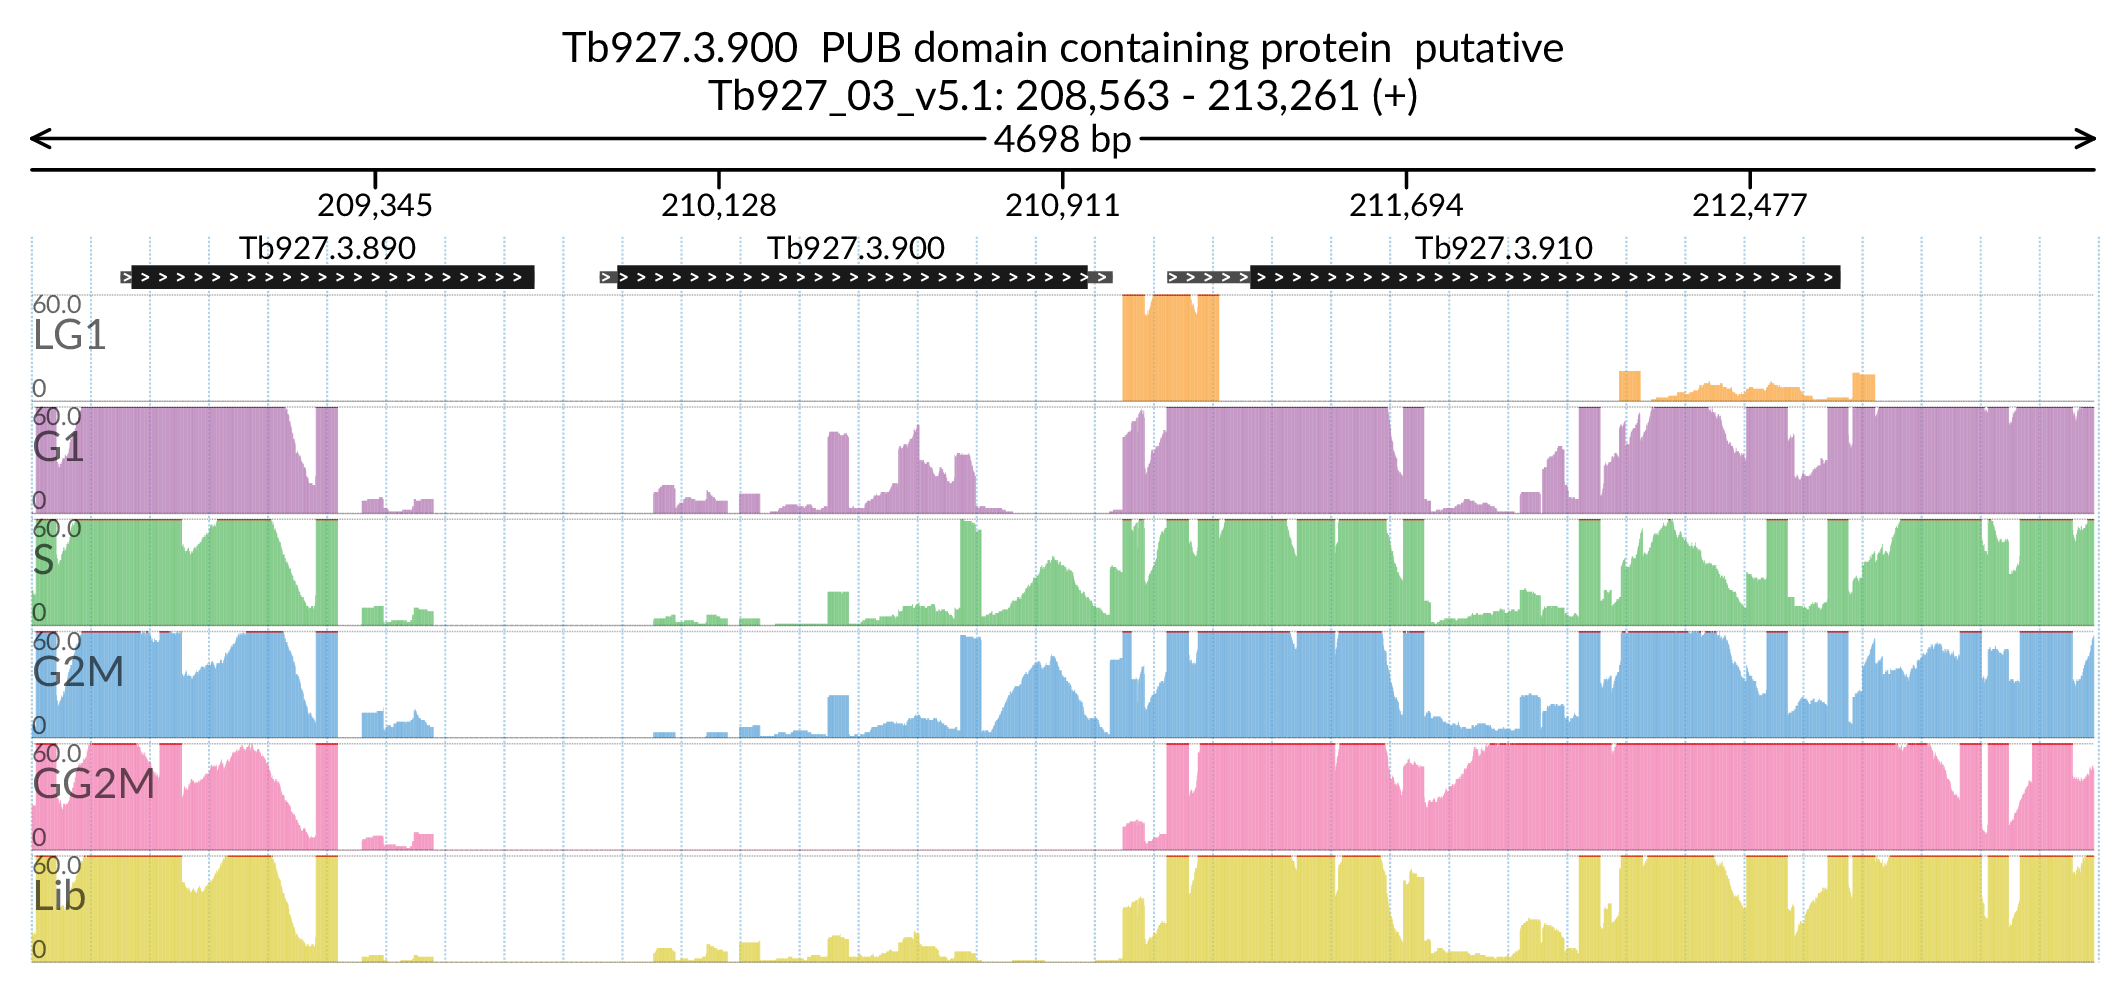 Tb927.3.900 PUB domain containing protein putative
Tb927_03_v5.1: 208,563 - 213,261 (+)
4698 bp
209,345 210,128 210,911 211,694 212,477
Tb927.3.890 Tb927.3.900 Tb927.3.910
60.0
LG1
0
60.0
G1
0
60.0
S
0
60.0
G2M
0
60.0
GG2M
0
60.0
Lib
0